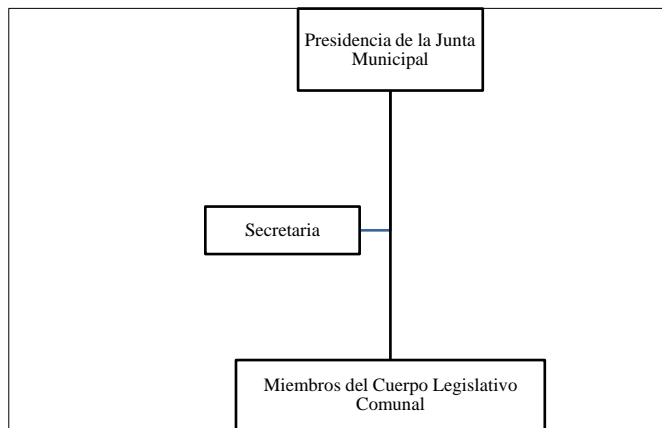 Presidencia de la Junta
Municipal
Secretaria
Miembros del Cuerpo Legislativo
Comunal